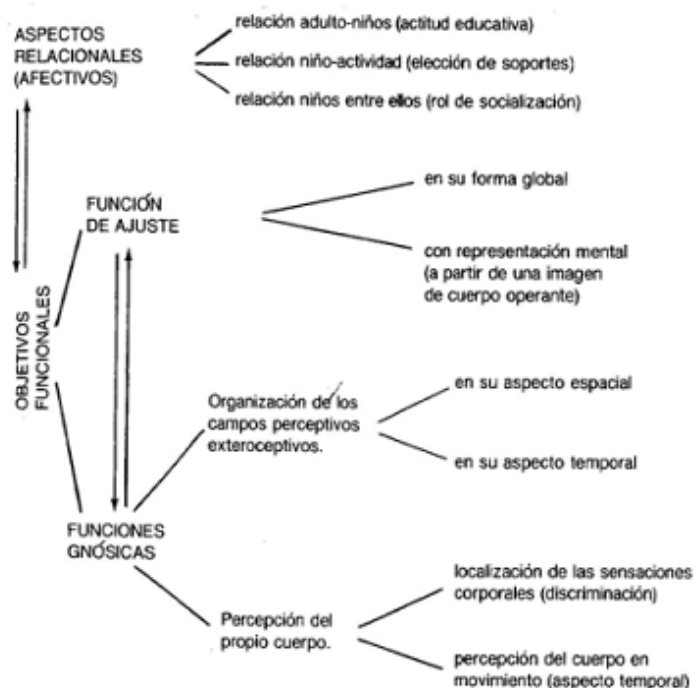 ASPECTOS
RELACIONALES
(AFECTIVOS)
relación adulto-niños (actitud educativa)
relación niño-actividad (elección de soportes)
relación niños entre ellos (rol de socialización)
FUNCIÓN
DE AJUSTE
en su forma global
con representación mental
(a partir de una imagen
de cuerpo operante)
OBJETIVOS
FUNCIONALES
Organización de los
campos perceptivos
exteroceptivos.
en su aspecto espacial
en su aspecto temporal
FUNCIONES
GNÓSICAS
Percepción del
propio cuerpo.
localización de las sensaciones
corporales (discriminación)
percepción del cuerpo en
movimiento (aspecto temporal)